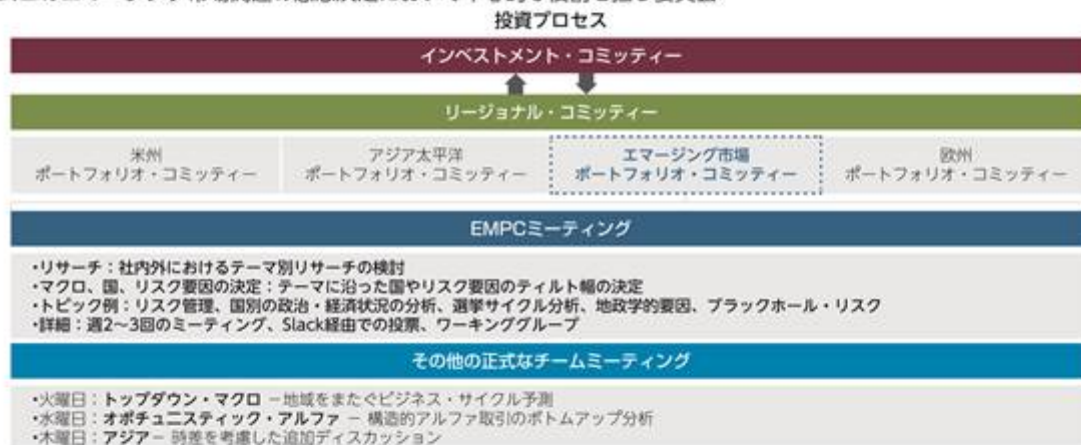 投資プロセス
インベストメント・コミッティー
リージョナル・コミッティー
米州
ポートフォリオ・コミッティー
アジア太平洋
ポートフォリオ・コミッティー
エマージング市場
ポートフォリオ・コミッティー
欧州
ポートフォリオ・コミッティー
EMPCミーティング
•リサーチ：社内外におけるテーマ別リサーチの検討
•マクロ、国、リスク要因の決定：テーマに沿った国やリスク要因のティルト幅の決定
•トピック例：リスク管理、国別の政治・経済状況の分析、選挙サイクル分析、地政学的要因、ブラックホール・リスク
•詳細：週2～3回のミーティング、Slack経由での投票、ワーキンググループ
その他の正式なチームミーティング
•火曜日：トップダウン・マクロ －地域をまたぐビジネス・サイクル予測
•水曜日：オポチュニスティック・アルファ － 構造的アルファ取引のボトムアップ分析
•木曜日：アジア－ 時差を考慮した追加ディスカッション